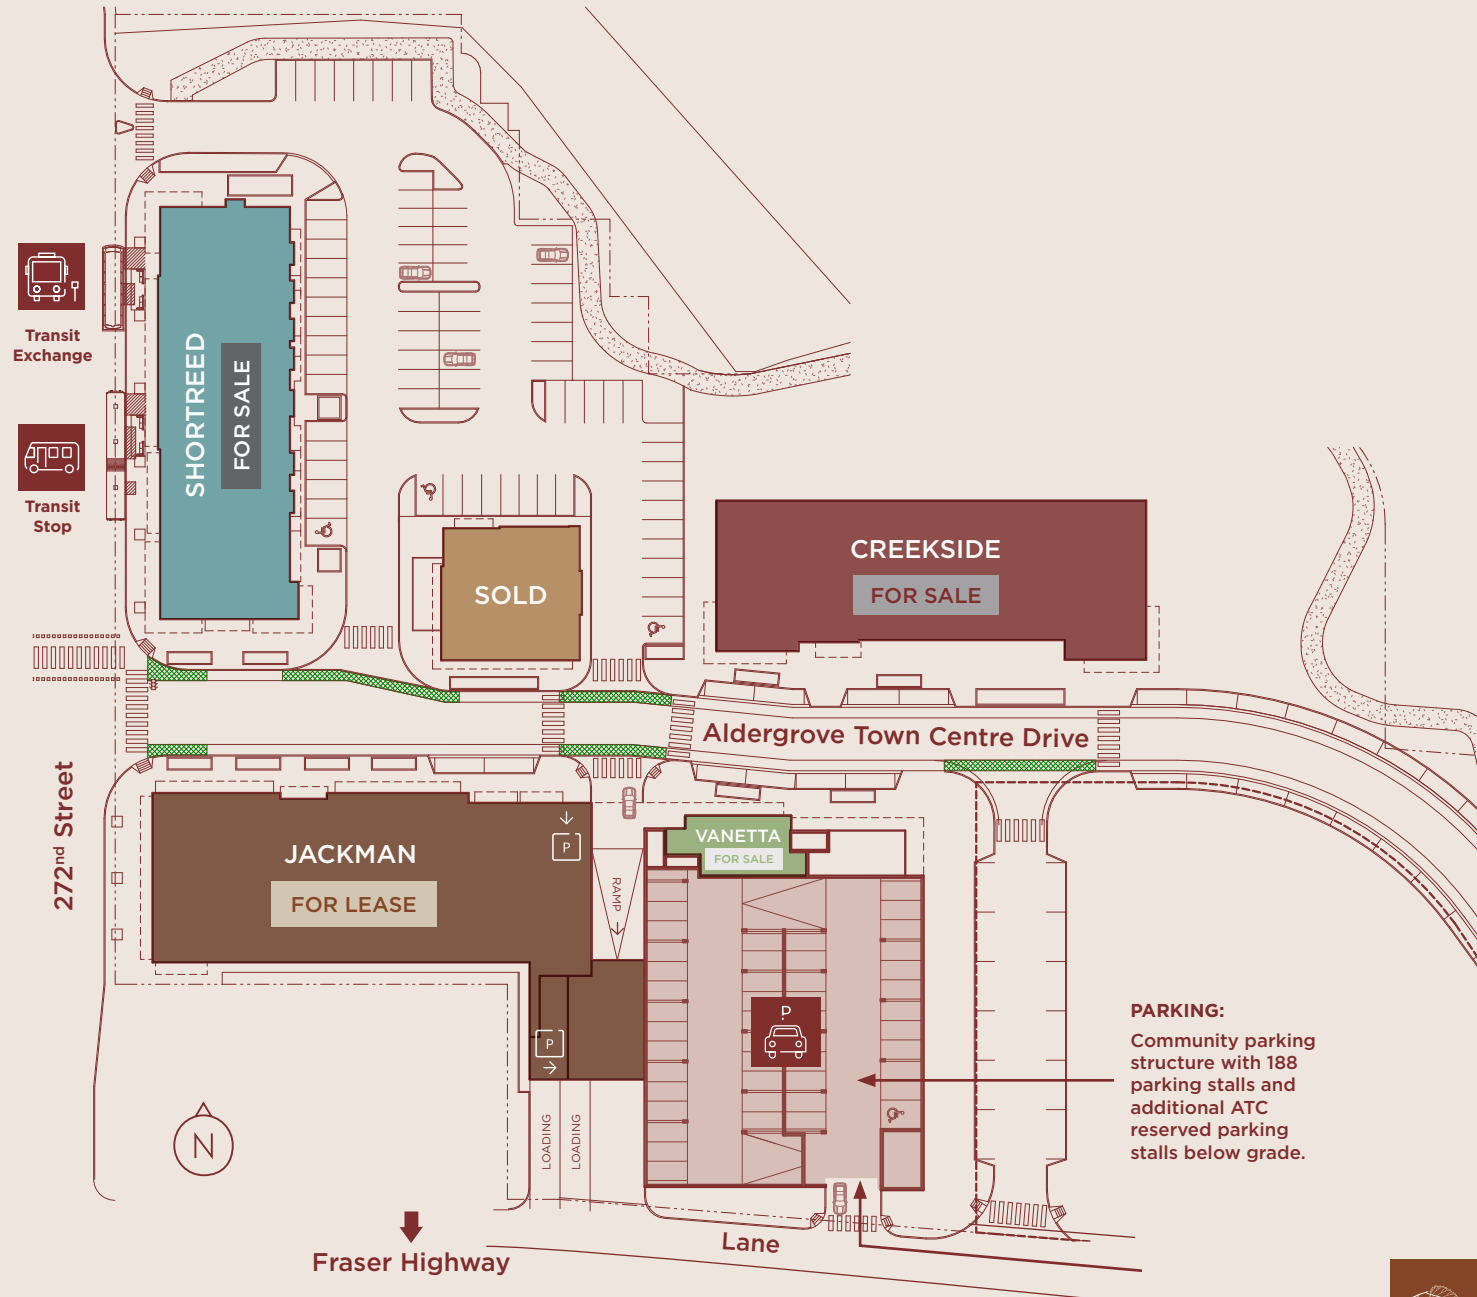 Transit
Exchange
Transit
Stop
SHORTREED
FOR SALE
SOLD
CREEKSIDE
FOR SALE
Aldergrove Town Centre Drive
272nd Street
JACKMAN
FOR LEASE
P
RAMP
VANETTA
FOR SALE
P
P
LOADING
LOADING
PARKING:
Community parking
structure with 188
parking stalls and
additional ATC
reserved parking
stalls below grade.
N
Lane
Fraser Highway